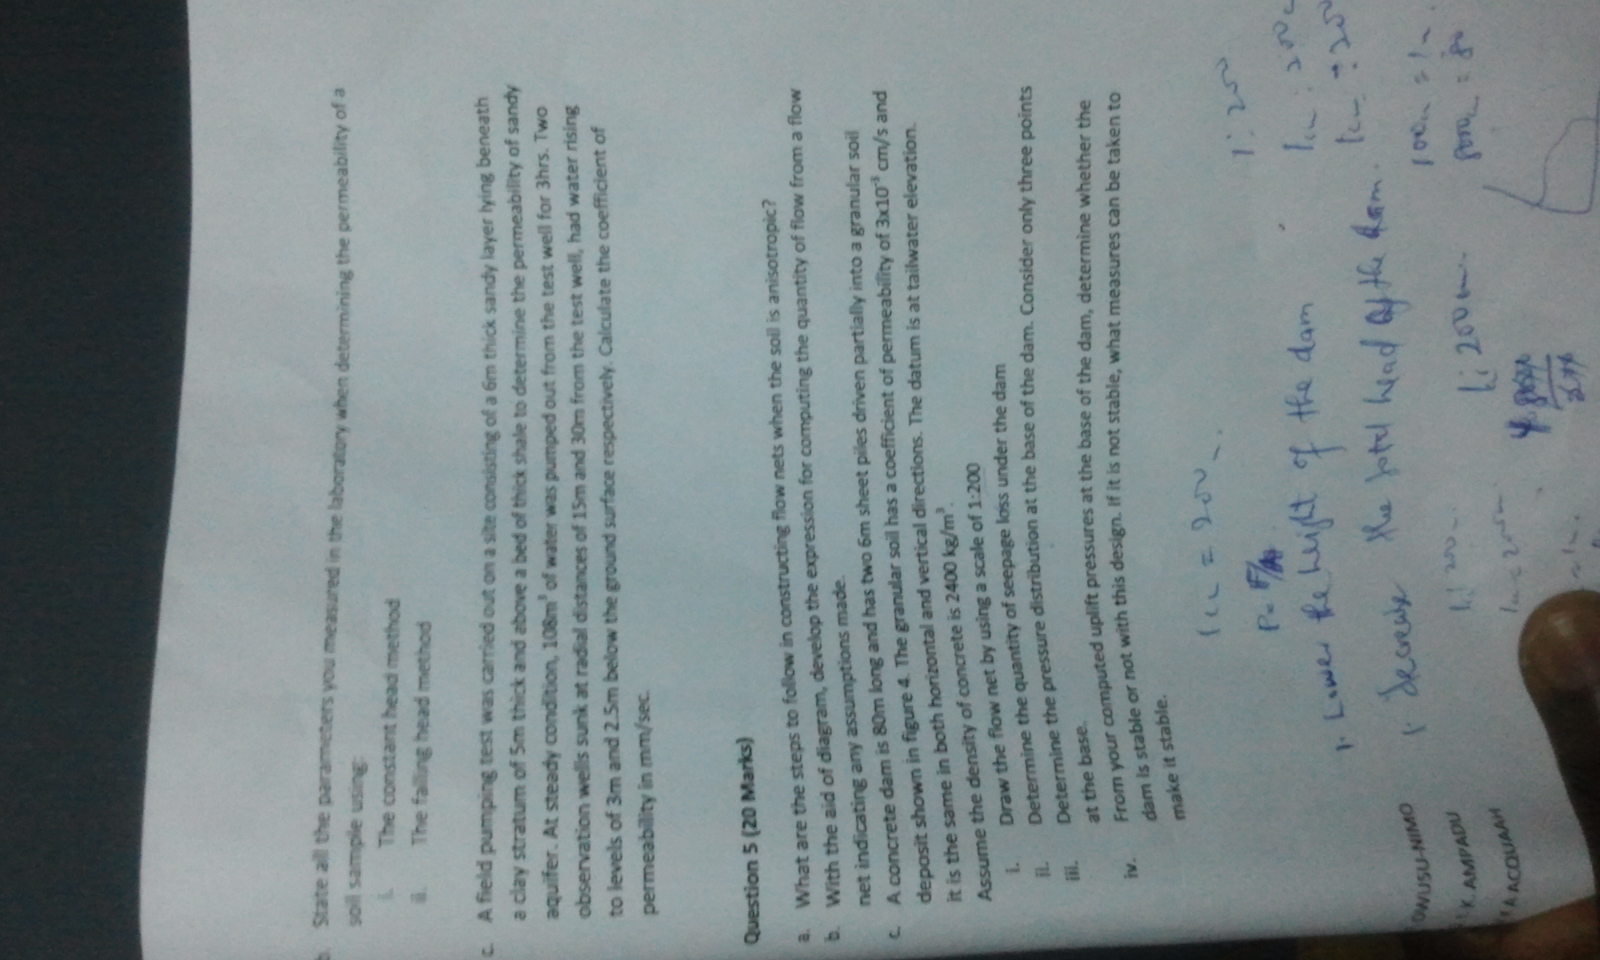 b. State all the parameters you measured in the laboratory when determining the permeability of a
soil sample using:
i. The constant head method
ii. The falling head method
c. A field pumping test was carried out on a site consisting of a 6m thick sandy layer lying beneath
a clay stratum of 5m thick and above a bed of thick shale to determine the permeability of sandy
aquifer. At steady condition, 108m³ of water was pumped out from the test well for 3hrs. Two
observation wells sunk at radial distances of 15m and 30m from the test well, had water rising
to levels of 3m and 2.5m below the ground surface respectively. Calculate the coefficient of
permeability in mm/sec.
Question 5 (20 Marks)
a. What are the steps to follow in constructing flow nets when the soil is anisotropic?
b. With the aid of diagram, develop the expression for computing the quantity of flow from a flow
net indicating any assumptions made.
c. A concrete dam is 80m long and has two 6m sheet piles driven partially into a granular soil
deposit shown in figure 4. The granular soil has a coefficient of permeability of 3x10⁻³ cm/s and
it is the same in both horizontal and vertical directions. The datum is at tailwater elevation.
Assume the density of concrete is 2400 kg/m³.
i. Draw the flow net by using a scale of 1:200
ii. Determine the quantity of seepage loss under the dam
iii. Determine the pressure distribution at the base of the dam. Consider only three points
at the base.
iv. From your computed uplift pressures at the base of the dam, determine whether the
dam is stable or not with this design. If it is not stable, what measures can be taken to
make it stable.
1: 200
P= F/A
1. Lower the height of the dam
1. decrease the total head of the dam.
OWUSU-NIMO
K. AMPADU
A ACQUAAH